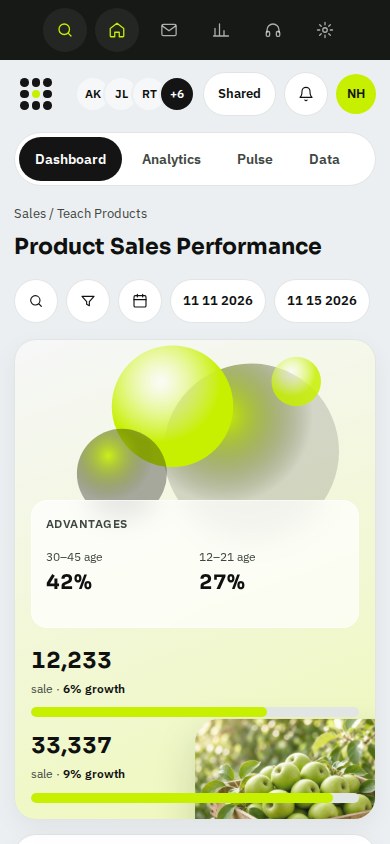 AK JL RT +6 Shared NH
Dashboard Analytics Pulse Data
Sales / Teach Products
Product Sales Performance
11 11 2026 11 15 2026
ADVANTAGES
30–45 age 12–21 age
42% 27%
12,233
sale · 6% growth
33,337
sale · 9% growth